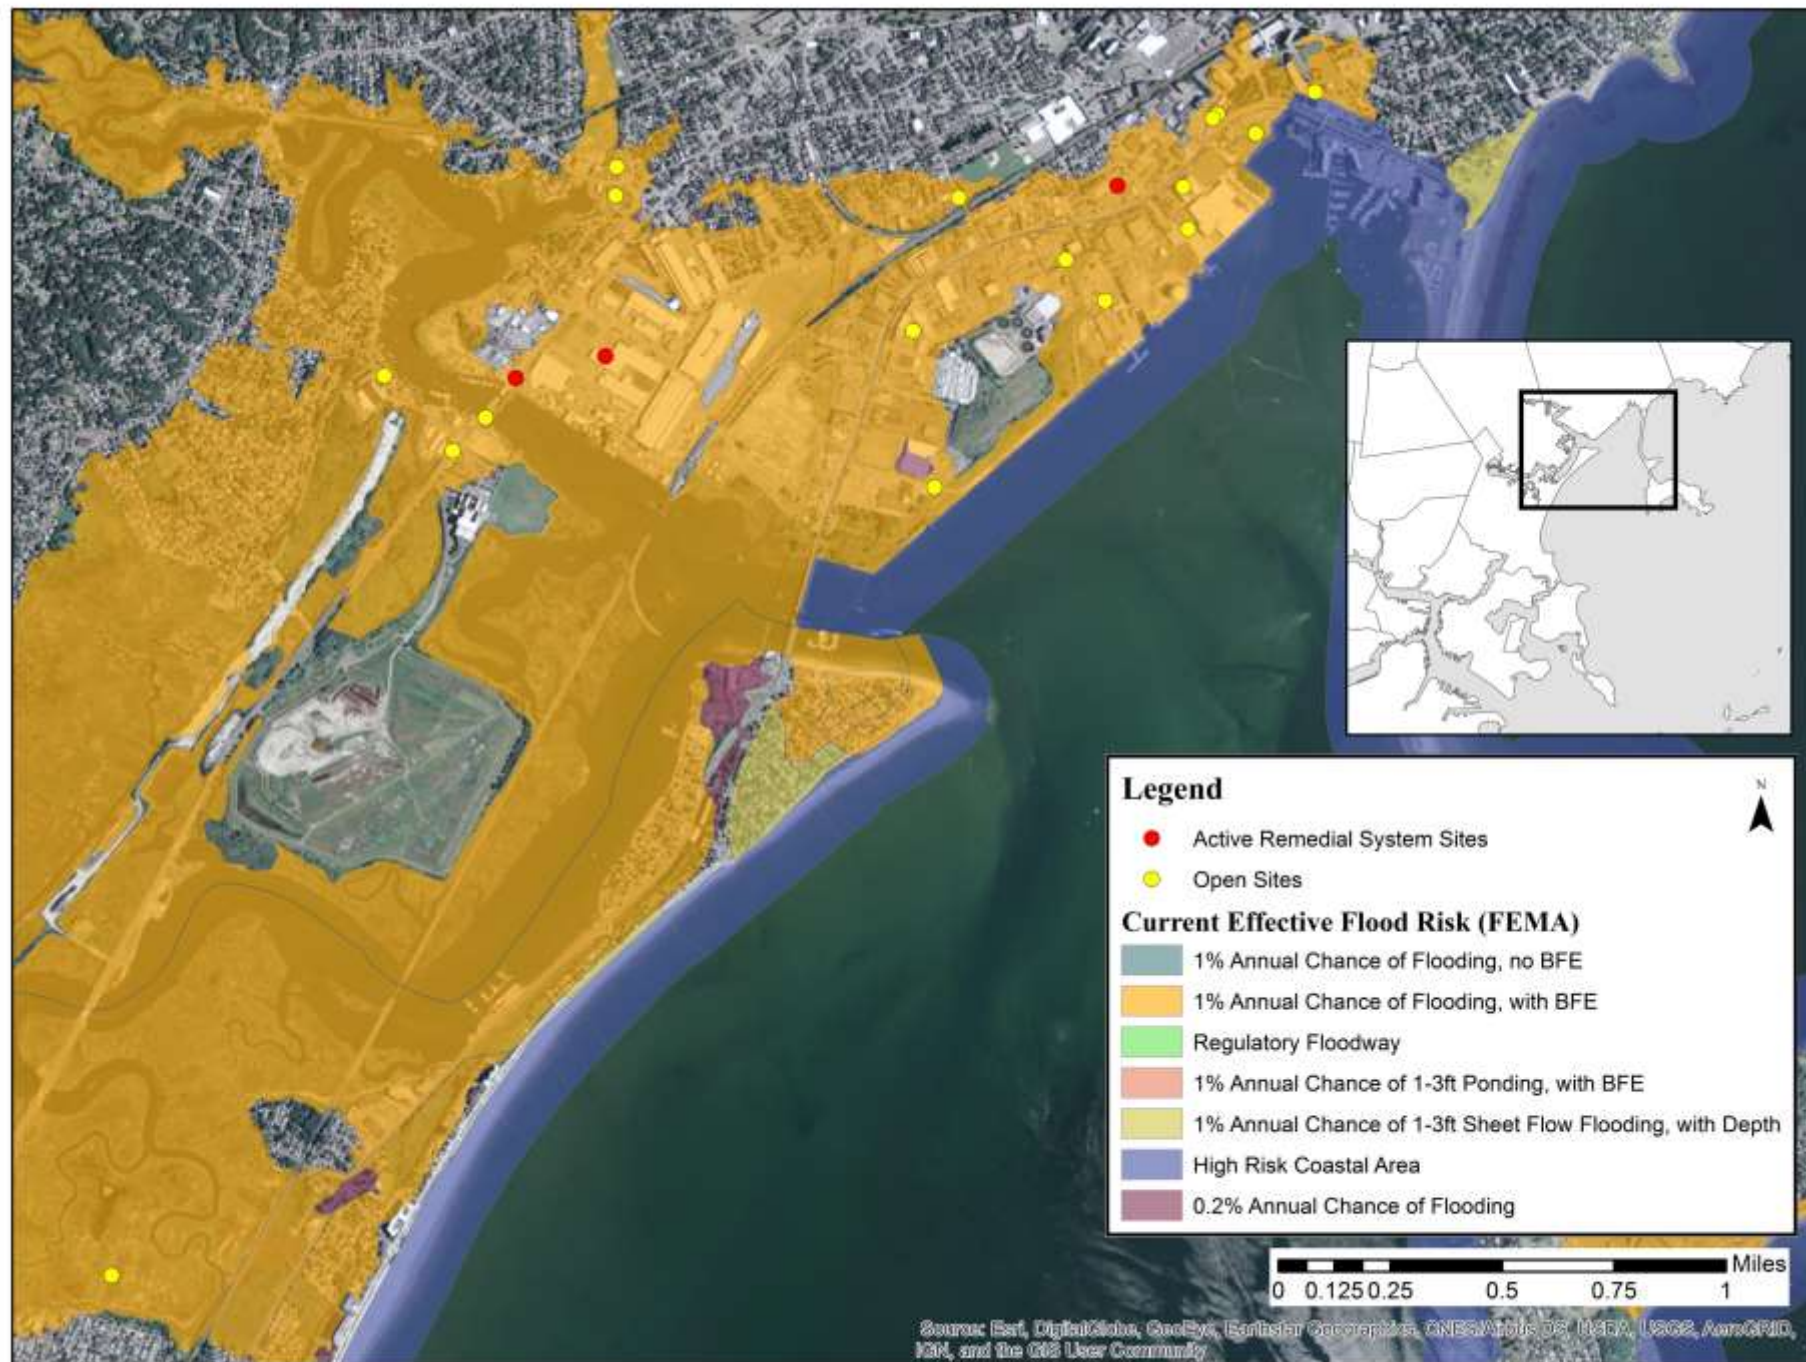 N
Legend
Active Remedial System Sites
Open Sites
Current Effective Flood Risk (FEMA)
1% Annual Chance of Flooding, no BFE
1% Annual Chance of Flooding, with BFE
Regulatory Floodway
1% Annual Chance of 1-3ft Ponding, with BFE
1% Annual Chance of 1-3ft Sheet Flow Flooding, with Depth
High Risk Coastal Area
0.2% Annual Chance of Flooding
Miles
0 0.125 0.25 0.5 0.75 1
Source: Esri, DigitalGlobe, GeoEye, Earthstar Geographics, CNES/Airbus DS, USDA, USGS, AeroGRID,
IGN, and the GIS User Community